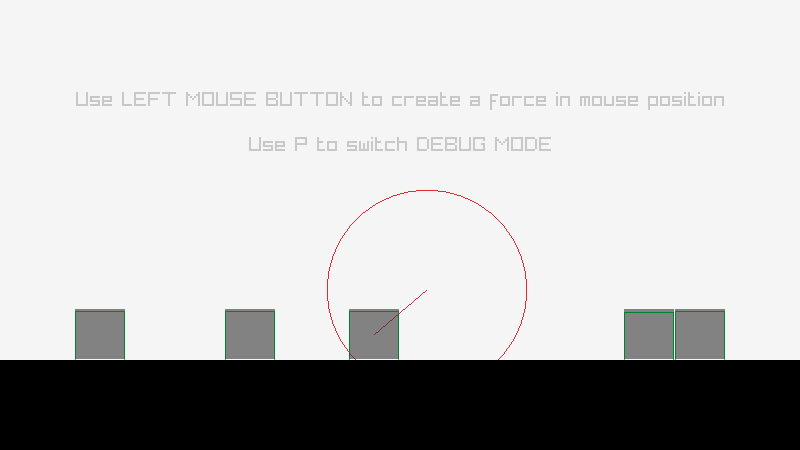 Use LEFT MOUSE BUTTON to create a force in mouse position
Use P to switch DEBUG MODE